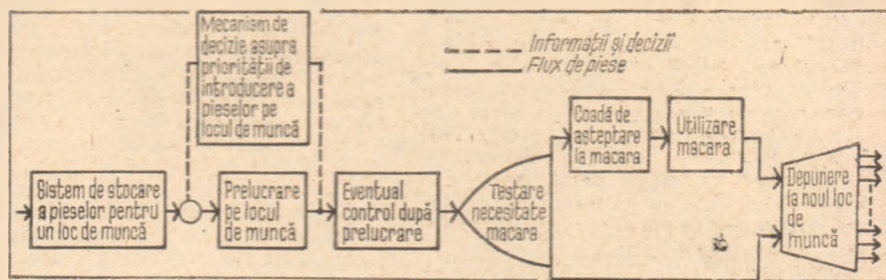 Mecanism de
decizie asupra
priorității de
introducere a
pieselor pe
locul de muncă
Informații și decizii
Flux de piese
Sistem de stocare
a pieselor pentru
un loc de muncă
Prelucrare
pe locul
de muncă
Eventual
control după
prelucrare
Testare
necesitate
macara
Coadă de
așteptare
la macara
Utilizare
macara
Depunere
la noul loc
de
muncă